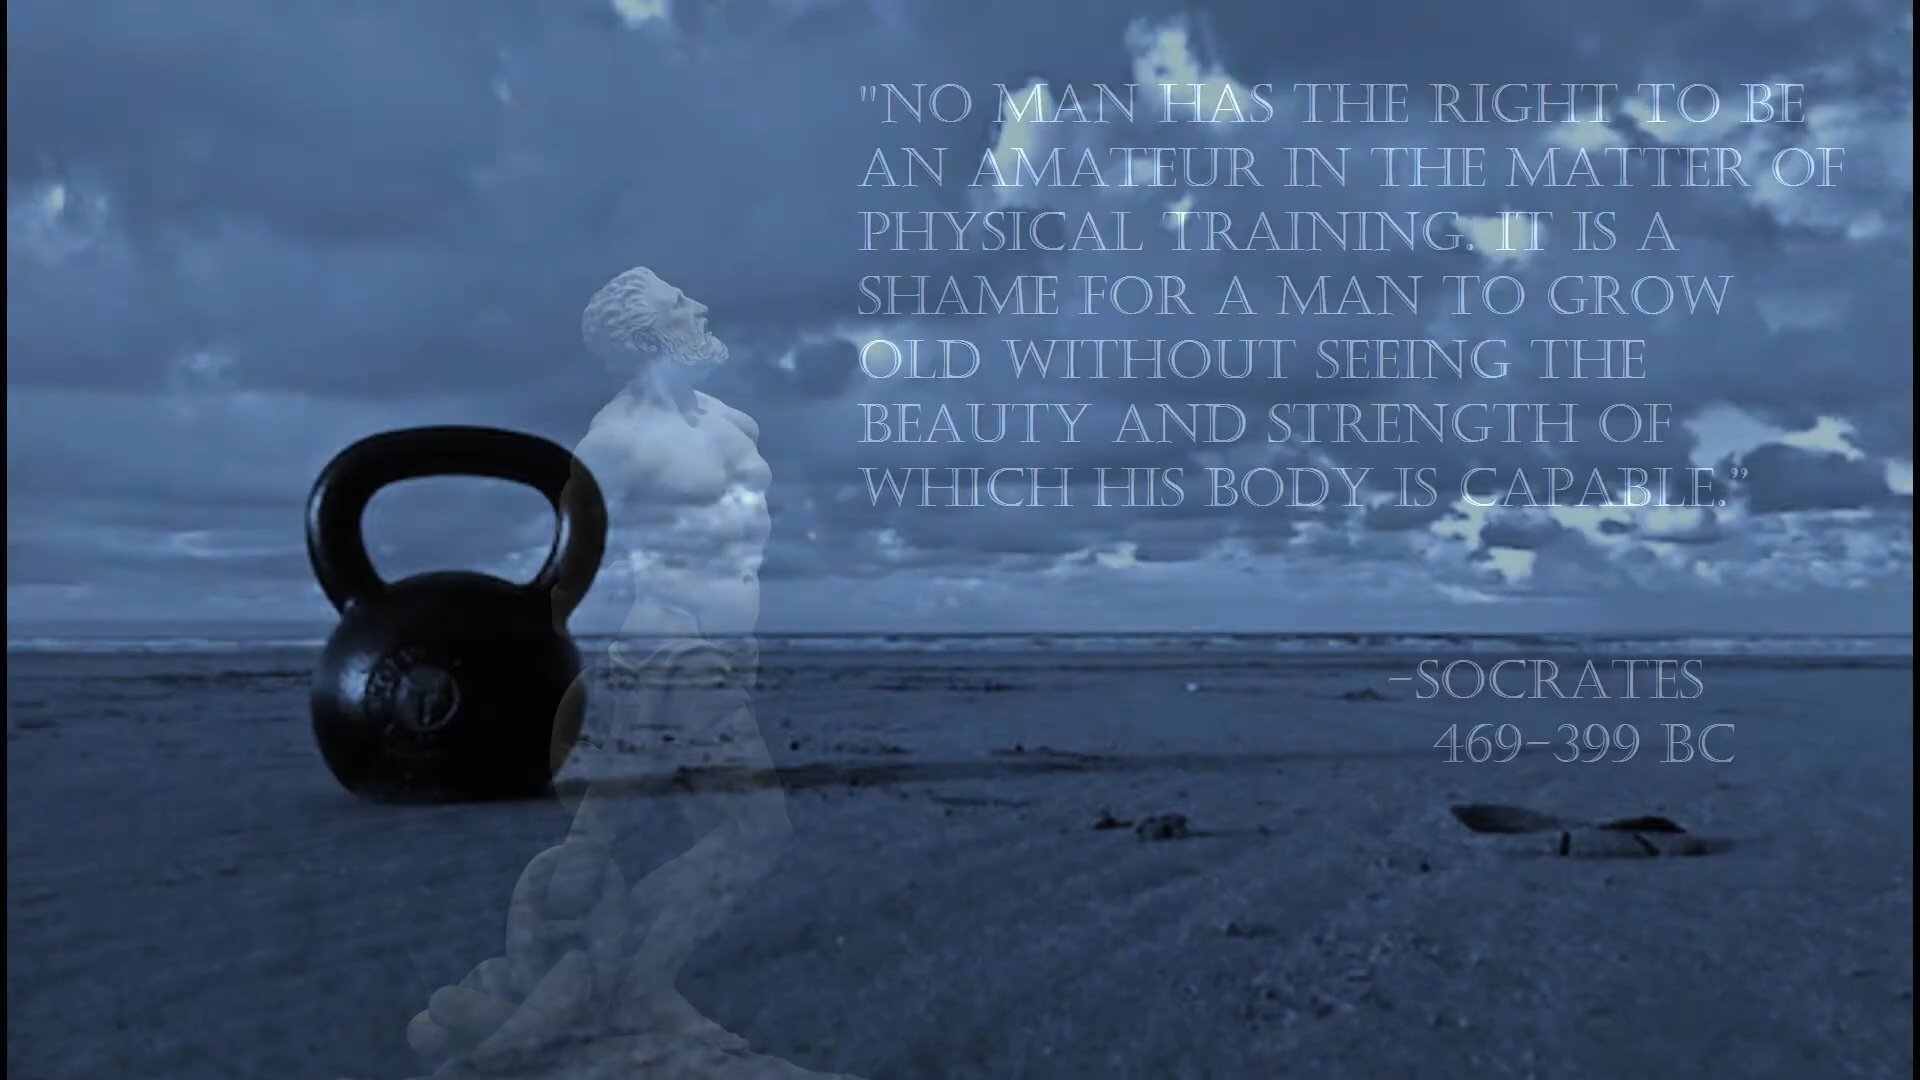 "NO MAN HAS THE RIGHT TO BE
AN AMATEUR IN THE MATTER OF
PHYSICAL TRAINING. IT IS A
SHAME FOR A MAN TO GROW
OLD WITHOUT SEEING THE
BEAUTY AND STRENGTH OF
WHICH HIS BODY IS CAPABLE.”
-SOCRATES
469-399 BC